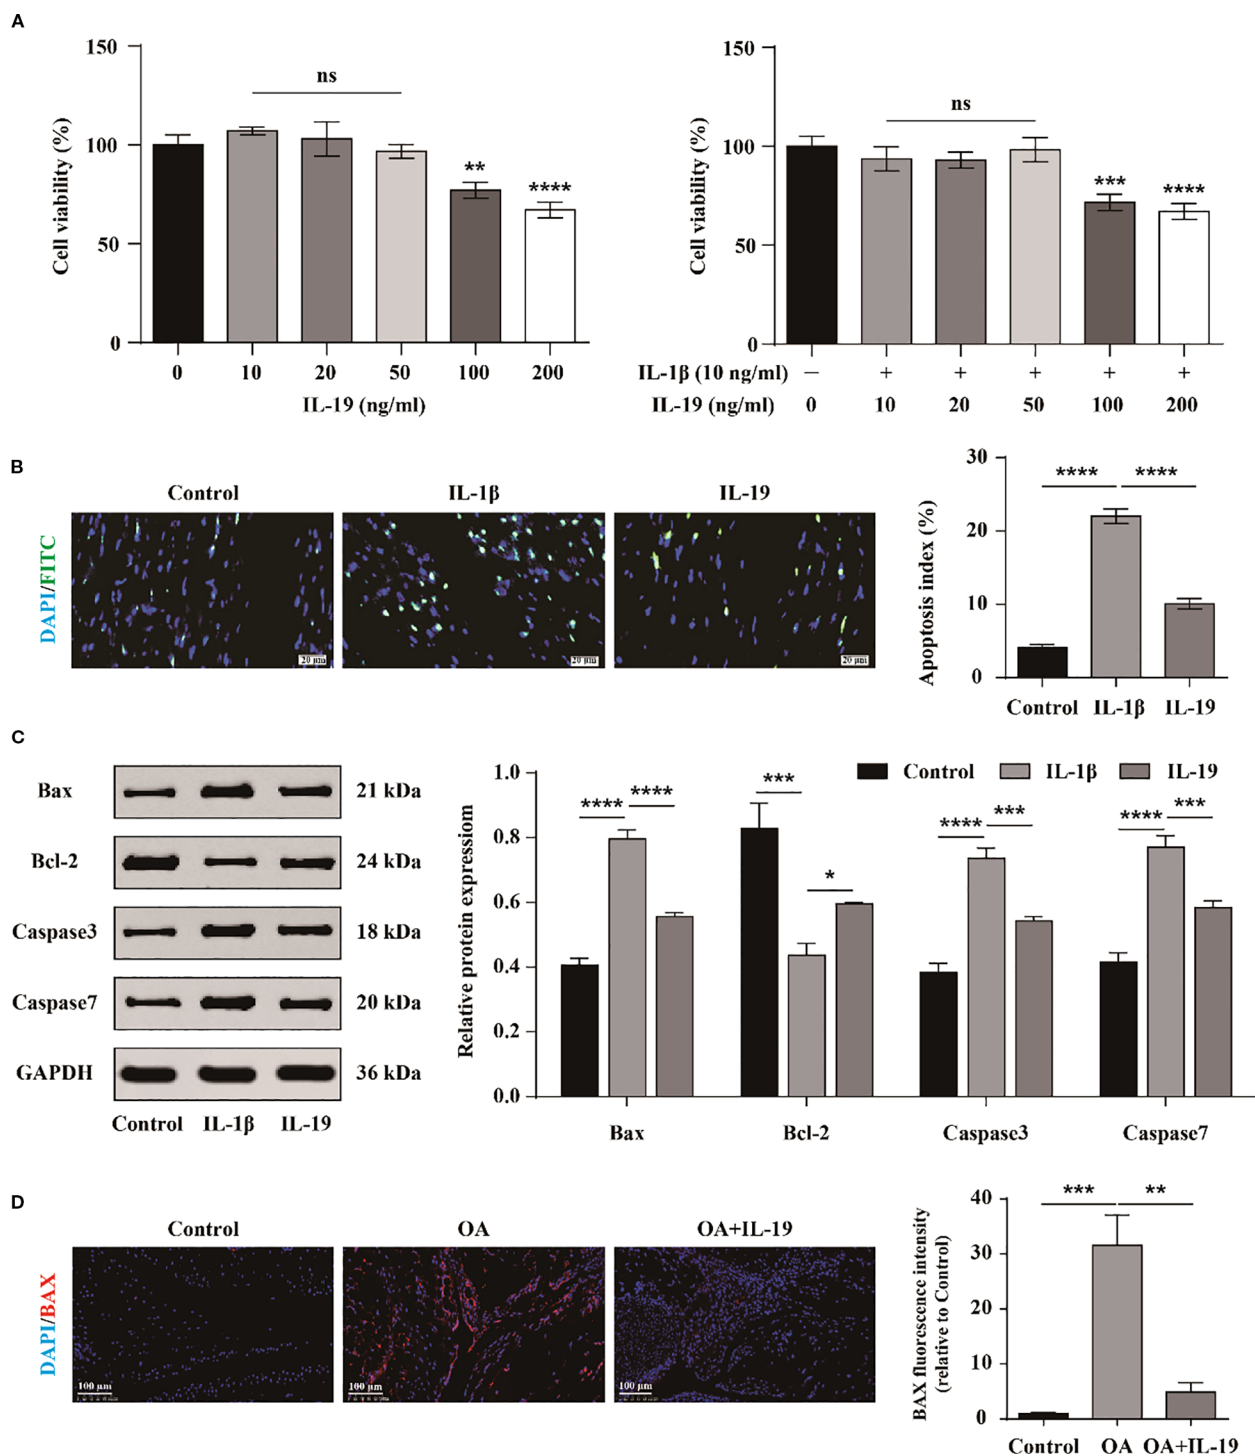 A
150
100
50
0
Cell viability (%)
ns
**
****
0 10 20 50 100 200
IL-19 (ng/ml)
150
100
50
0
Cell viability (%)
ns
***
****
IL-1β (10 ng/ml) — + + + + +
IL-19 (ng/ml) 0 10 20 50 100 200
B
Control IL-1β IL-19
DAPI/FITC
20 µm 20 µm 20 µm
30
20
10
0
Apoptosis index (%)
**** ****
Control IL-1β IL-19
C
Bax 21 kDa
Bcl-2 24 kDa
Caspase3 18 kDa
Caspase7 20 kDa
GAPDH 36 kDa
Control IL-1β IL-19
Control IL-1β IL-19
1.0
0.8
0.6
0.4
0.2
0.0
Relative protein expressiom
**** ****
***
*
**** ***
**** ***
Bax Bcl-2 Caspase3 Caspase7
D
Control OA OA+IL-19
DAPI/BAX
100 µm 100 µm 100 µm
40
30
20
10
0
BAX fluofrescence intensity
(relative to Control)
*** **
Control OA OA+IL-19